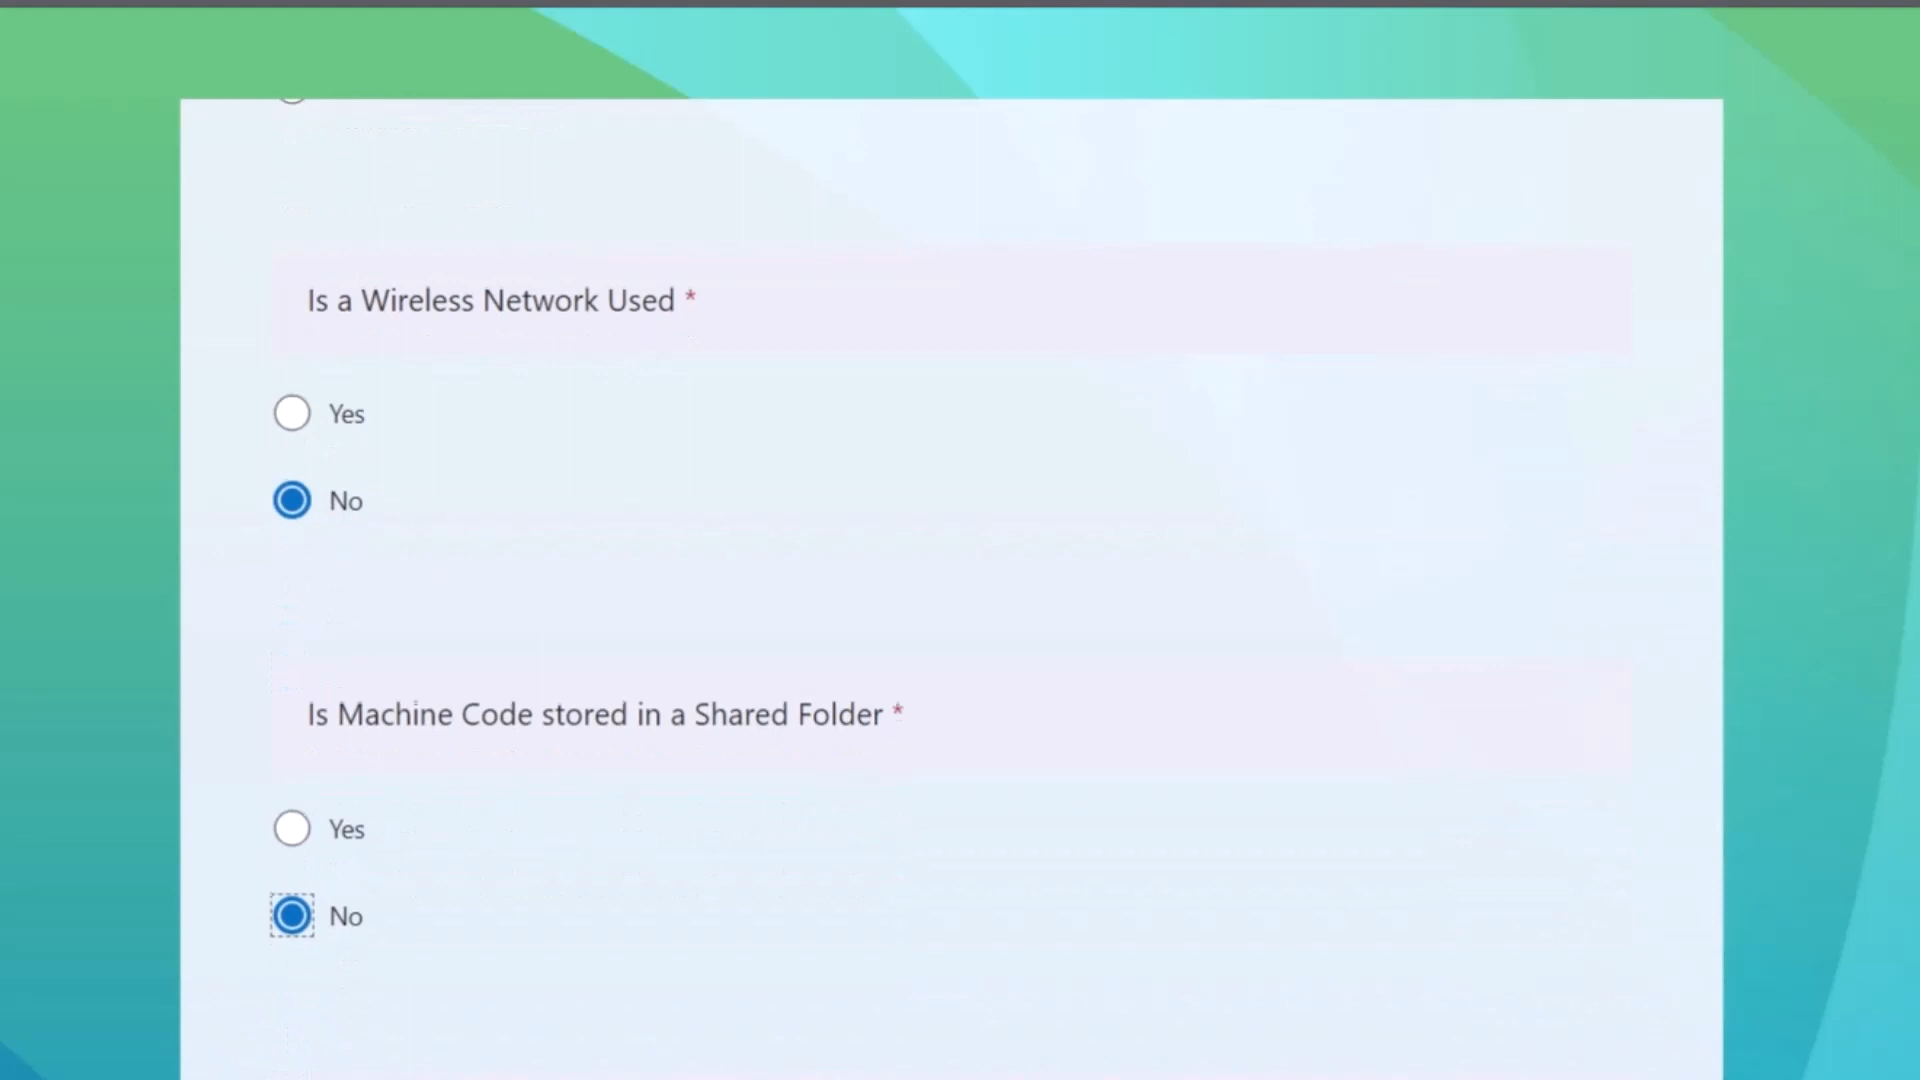 Is a Wireless Network Used *
Yes
No
Is Machine Code stored in a Shared Folder *
Yes
No